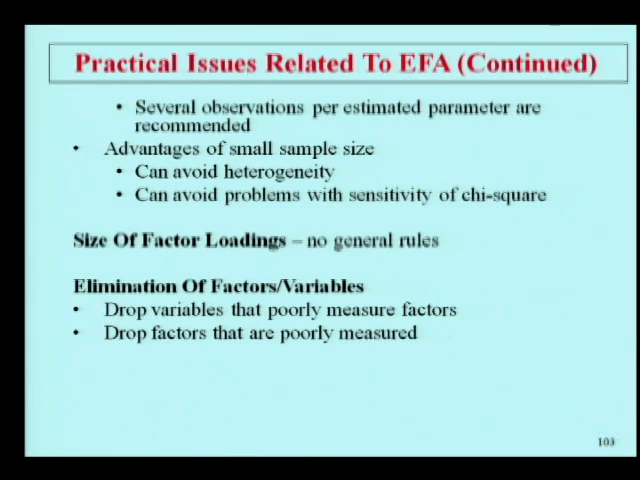 Practical Issues Related To EFA (Continued)
• Several observations per estimated parameter are
recommended
• Advantages of small sample size
• Can avoid heterogeneity
• Can avoid problems with sensitivity of chi-square
Size Of Factor Loadings – no general rules
Elimination Of Factors/Variables
• Drop variables that poorly measure factors
• Drop factors that are poorly measured
103